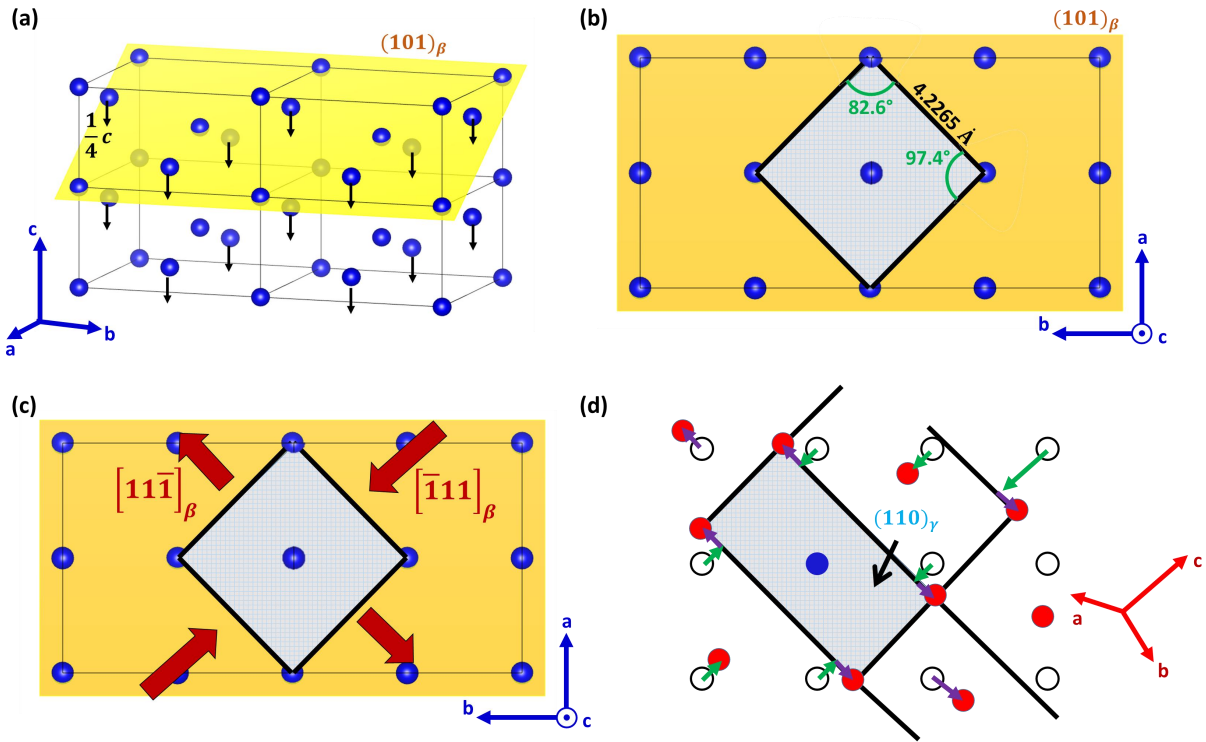 (a)
(101)β
1/4 c
c
a
b
(b)
(101)β
82.6°
4.2265 Å
97.4°
a
b
c
(c)
[111̄]β
[1̄11]β
a
b
c
(d)
(110)γ
c
a
b